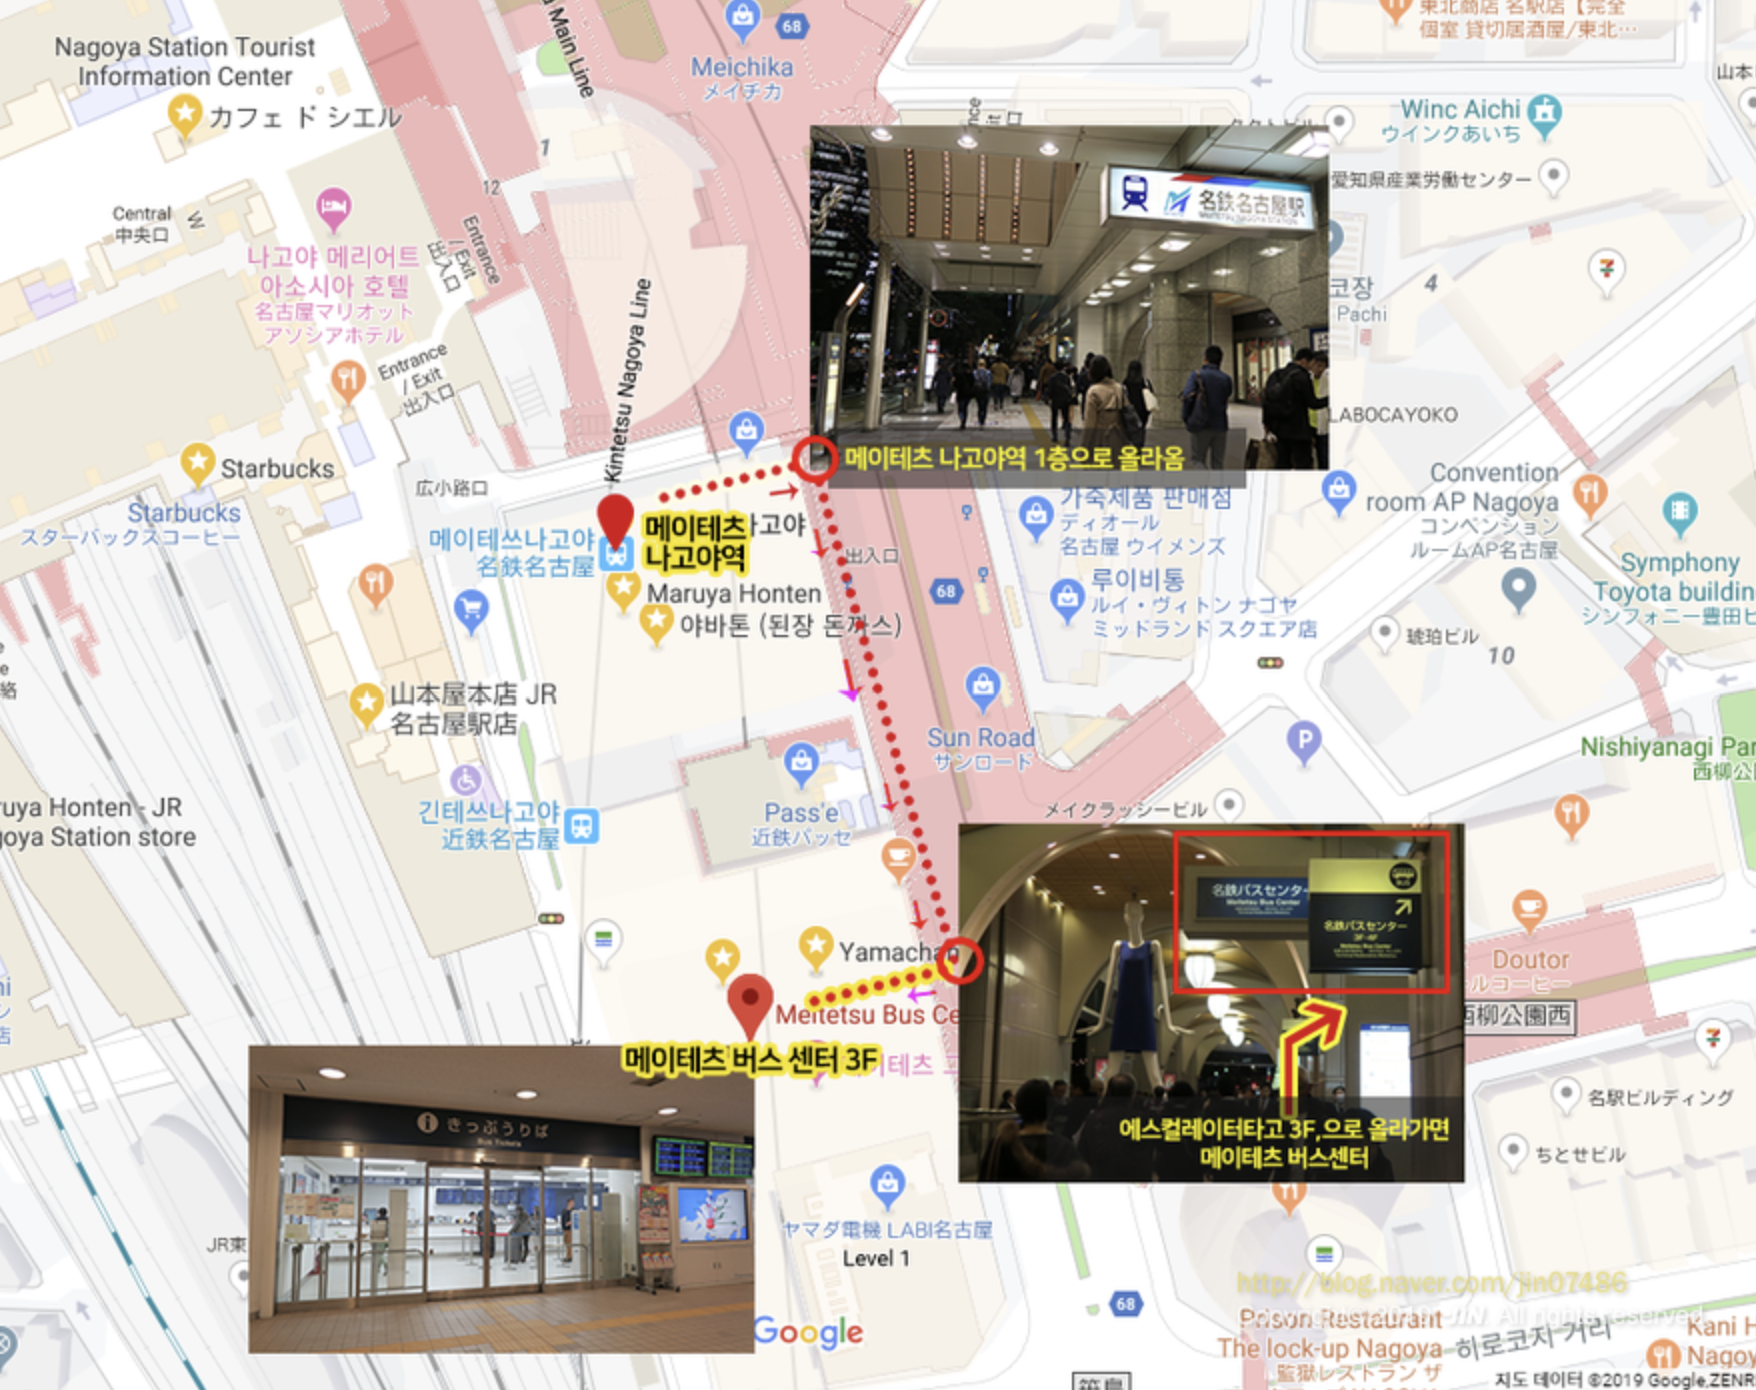 Nagoya Station Tourist
Information Center
カフェ ド シエル
Main Line
68
Meichika
メイチカ
東北商店 名駅店【完全
個室 貸切居酒屋/東北…
Winc Aichi
ウインクあいち
愛知県産業労働センター
1
12
Central
中央口
W
Entrance
/ Exit
出入口
나고야 메리어트
아소시아 호텔
名古屋マリオット
アソシアホテル
Entrance
/ Exit
出入口
名鉄名古屋駅
MEITETSU NAGOYA STATION
코장
Pachi
4
LABOCAYOKO
Kintetsu Nagoya Line
메이테츠 나고야역 1층으로 올라옴
Starbucks
Starbucks
スターバックスコーヒー
広小路口
메이테쓰나고야
名鉄名古屋
메이테츠
나고야역
고야
出入口
68
가죽제품 판매점
ディオール
名古屋 ウイメンズ
루이비통
ルイ・ヴィトン ナゴヤ
ミッドランド スクエア店
Convention
room AP Nagoya
コンベンション
ルームAP名古屋
Symphony
Toyota buildin
シンフォニー豊田ビ
琥珀ビル
10
Maruya Honten
야바톤 (된장 돈까스)
山本屋本店 JR
名古屋駅店
Sun Road
サンロード
P
Nishiyanagi Par
西柳公
uya Honten - JR
goya Station store
긴테쓰나고야
近鉄名古屋
Pass'e
近鉄パッセ
メイクラッシービル
名鉄バスセンター
Meitetsu Bus Center
名鉄バスセンター
3F-4F
Meitetsu Bus Center
Doutor
ルコーヒー
西柳公園西
Yamachan
Meitetsu Bus Ce
메이테츠 버스 센터 3F
이테츠
에스컬레이터타고 3F,으로 올라가면
메이테츠 버스센터
名駅ビルディング
ちとせビル
きっぷうりば
Bus Tickets
JR東
ヤマダ電機 LABI名古屋
Level 1
Google
68
http://blog.naver.com/jin07486
All rights reserved
Poson Restaurant
The lock-up Nagoya
監獄レストラン ザ
히로코지 거리
Kani H
Nagoy
지도 데이터 ©2019 Google,ZENR